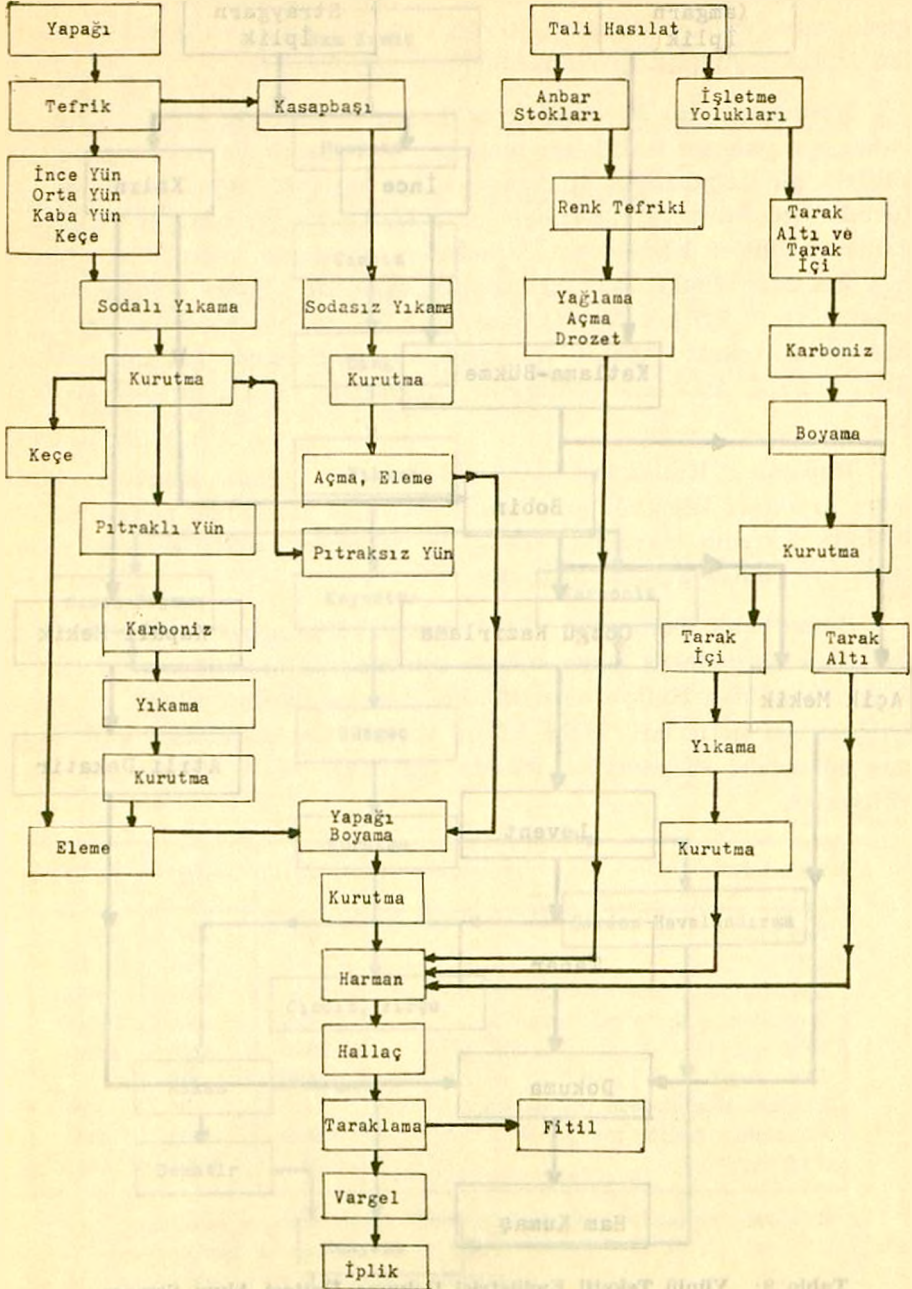 Yapağı
Tali Hasılat
Tefrik
Kasapbaşı
Anbar
Stokları
İşletme
Yolukları
İnce Yün
Orta Yün
Kaba Yün
Keçe
Renk Tefriki
Tarak
Altı ve
Tarak
İçi
Sodalı Yıkama
Sodasız Yıkama
Yağlama
Açma
Drozet
Karboniz
Kurutma
Kurutma
Boyama
Keçe
Açma, Eleme
Pıtraklı Yün
Pıtraksız Yün
Kurutma
Karboniz
Tarak
İçi
Tarak
Altı
Yıkama
Yıkama
Kurutma
Eleme
Yapağı
Boyama
Kurutma
Kurutma
Harman
Hallaç
Taraklama
Fitil
Vargel
İplik